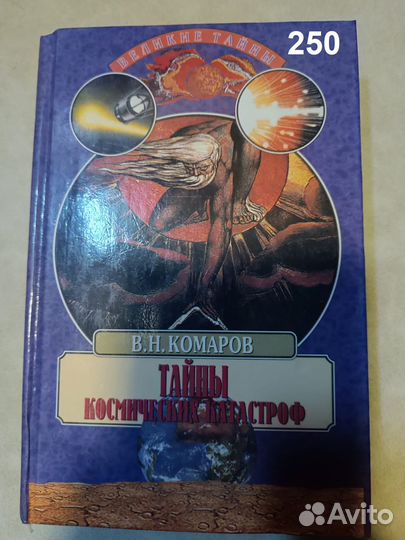 ВЕЛИКИЕ ТАЙНЫ
250
В.Н. КОМАРОВ
ТАЙНЫ
КОСМИЧЕСКИХ КАТАСТРОФ
Avito